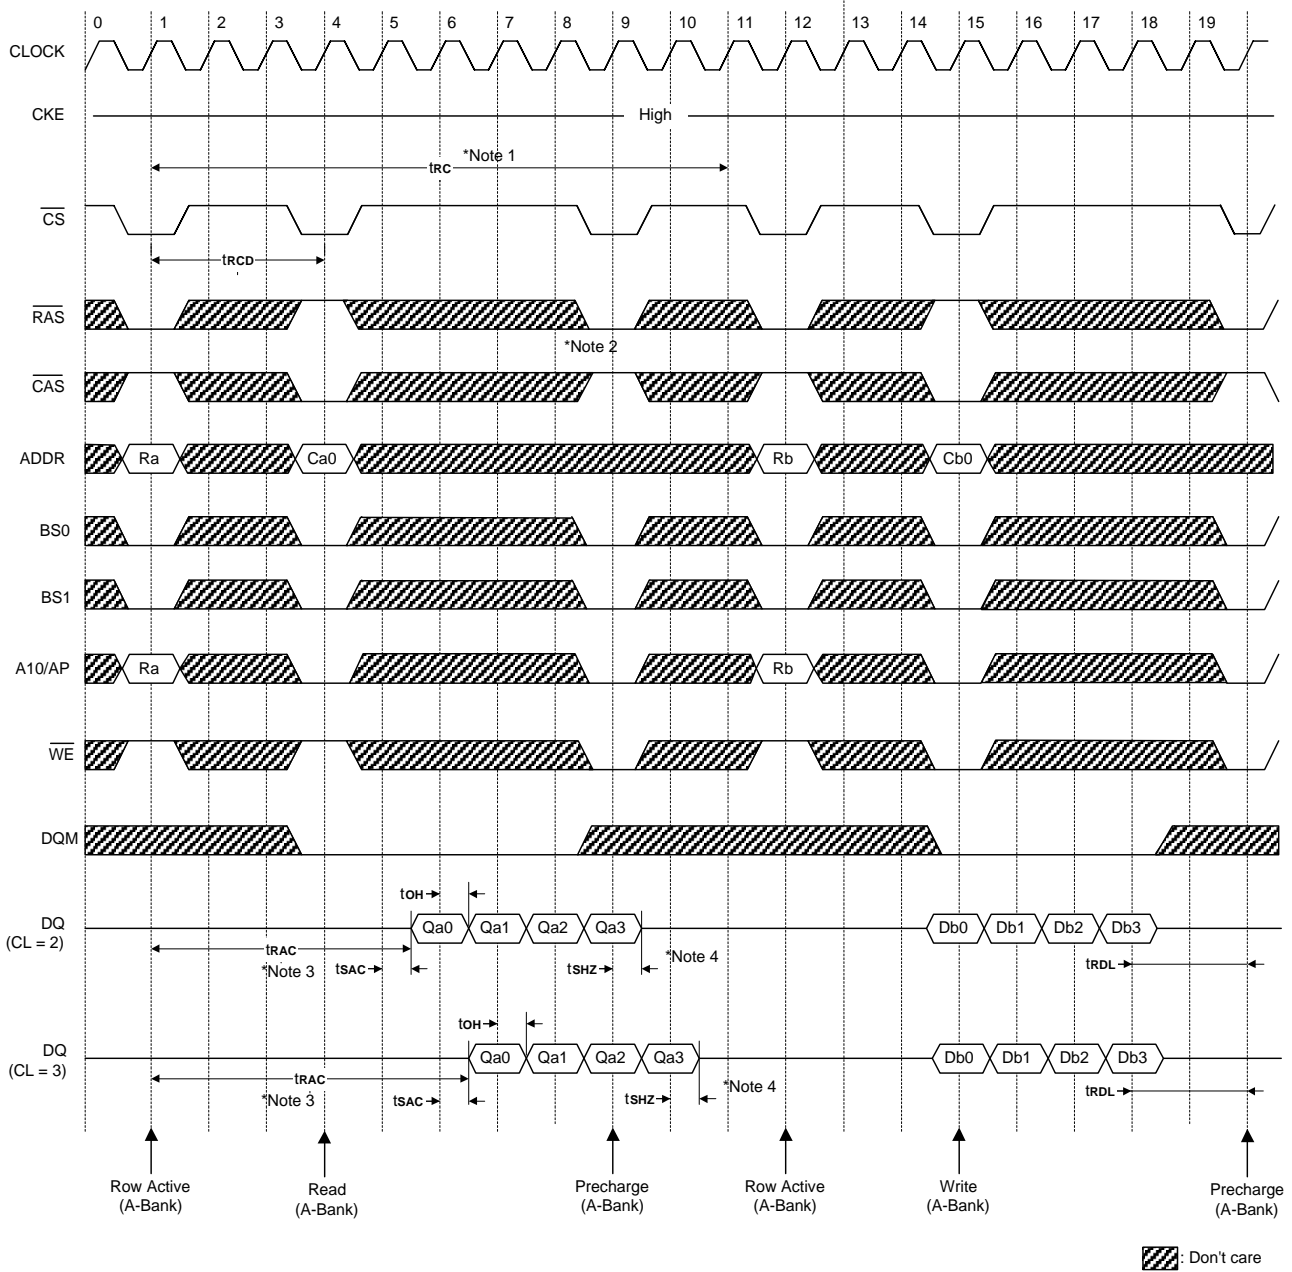 0 1 2 3 4 5 6 7 8 9 10 11 12 13 14 15 16 17 18 19
CLOCK
CKE
High
*Note 1
tRC
CS
tRCD
RAS
*Note 2
CAS
ADDR
Ra Ca0 Rb Cb0
BS0
BS1
A10/AP
Ra Rb
WE
DQM
tOH
DQ
(CL = 2)
Qa0 Qa1 Qa2 Qa3 Db0 Db1 Db2 Db3
tRAC
*Note 3
tSAC
tSHZ
*Note 4
tRDL
tOH
DQ
(CL = 3)
Qa0 Qa1 Qa2 Qa3 Db0 Db1 Db2 Db3
tRAC
*Note 3
tSAC
tSHZ
*Note 4
tRDL
Row Active
(A-Bank)
Read
(A-Bank)
Precharge
(A-Bank)
Row Active
(A-Bank)
Write
(A-Bank)
Precharge
(A-Bank)
: Don't care